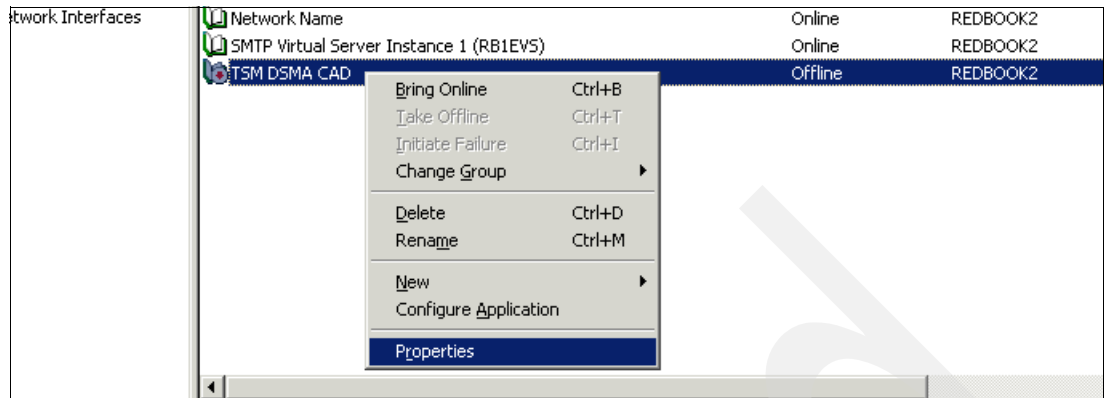 etwork Interfaces
Network Name Online REDBOOK2
SMTP Virtual Server Instance 1 (RB1EVS) Online REDBOOK2
TSM DSMA CAD Offline REDBOOK2
Bring Online Ctrl+B
Take Offline Ctrl+T
Initiate Failure Ctrl+I
Change Group
Delete Ctrl+D
Rename Ctrl+M
New
Configure Application
Properties